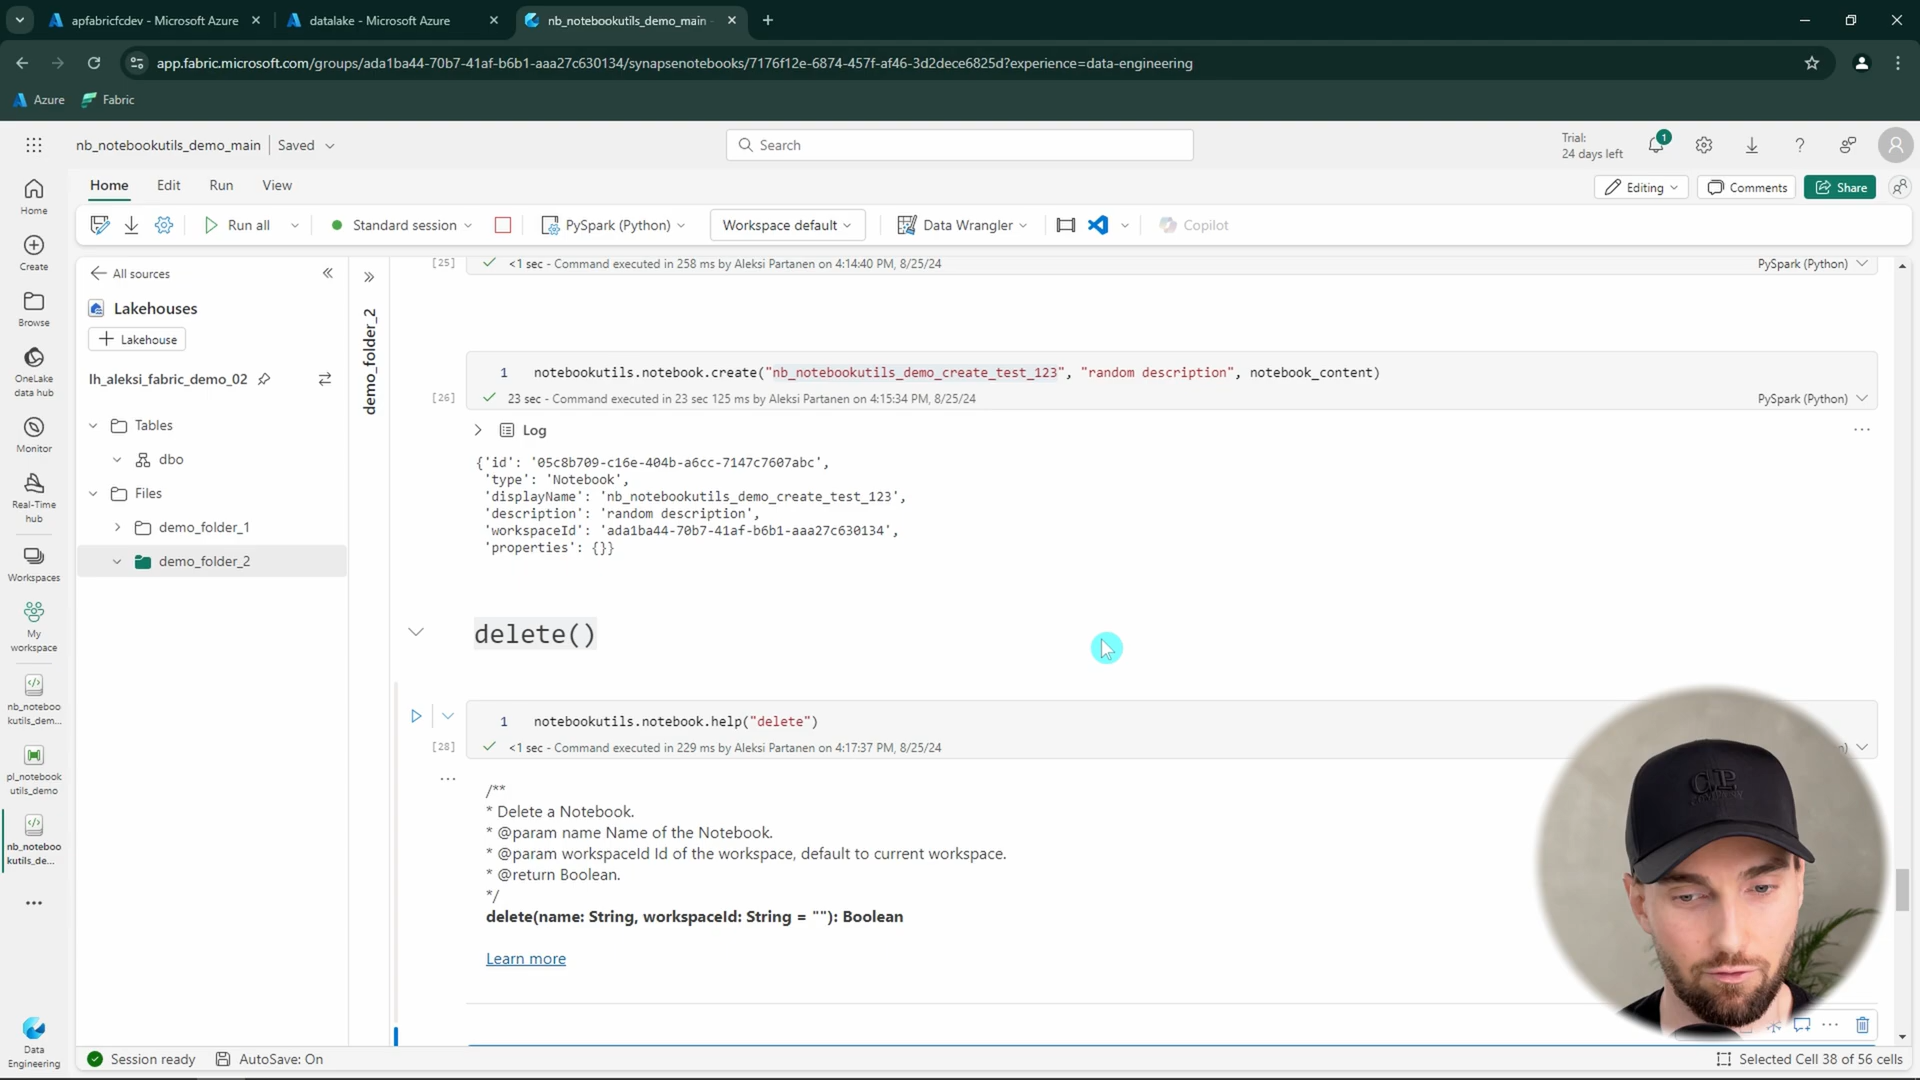 apfabricfcdev - Microsoft Azure
datalake - Microsoft Azure
nb_notebookutils_demo_main
app.fabric.microsoft.com/groups/ada1ba44-70b7-41af-b6b1-aaa27c630134/synapsenotebooks/7176f12e-6874-457f-af46-3d2dece6825d?experience=data-engineering
Azure
Fabric
nb_notebookutils_demo_main
Saved
Search
Trial:
24 days left
1
Home
Edit
Run
View
Editing
Comments
Share
Run all
Standard session
PySpark (Python)
Workspace default
Data Wrangler
Copilot
Home
Create
Browse
OneLake
data hub
Monitor
Real-Time
hub
Workspaces
My
workspace
nb_noteboo
kutils_dem...
pl_notebook
utils_demo
nb_noteboo
kutils_de...
Data
Engineering
All sources
Lakehouses
Lakehouse
lh_aleksi_fabric_demo_02
Tables
dbo
Files
demo_folder_1
demo_folder_2
demo_folder_2
[25]
<1 sec - Command executed in 258 ms by Aleksi Partanen on 4:14:40 PM, 8/25/24
PySpark (Python)
1 notebookutils.notebook.create("nb_notebookutils_demo_create_test_123", "random description", notebook_content)
[26]
23 sec - Command executed in 23 sec 125 ms by Aleksi Partanen on 4:15:34 PM, 8/25/24
PySpark (Python)
Log
{'id': '05c8b709-c16e-404b-a6cc-7147c7607abc',
'type': 'Notebook',
'displayName': 'nb_notebookutils_demo_create_test_123',
'description': 'random description',
'workspaceId': 'ada1ba44-70b7-41af-b6b1-aaa27c630134',
'properties': {}}
delete()
1 notebookutils.notebook.help("delete")
[28]
<1 sec - Command executed in 229 ms by Aleksi Partanen on 4:17:37 PM, 8/25/24
/**
* Delete a Notebook.
* @param name Name of the Notebook.
* @param workspaceId Id of the workspace, default to current workspace.
* @return Boolean.
*/
delete(name: String, workspaceId: String = ""): Boolean
Learn more
Session ready
AutoSave: On
Selected Cell 38 of 56 cells